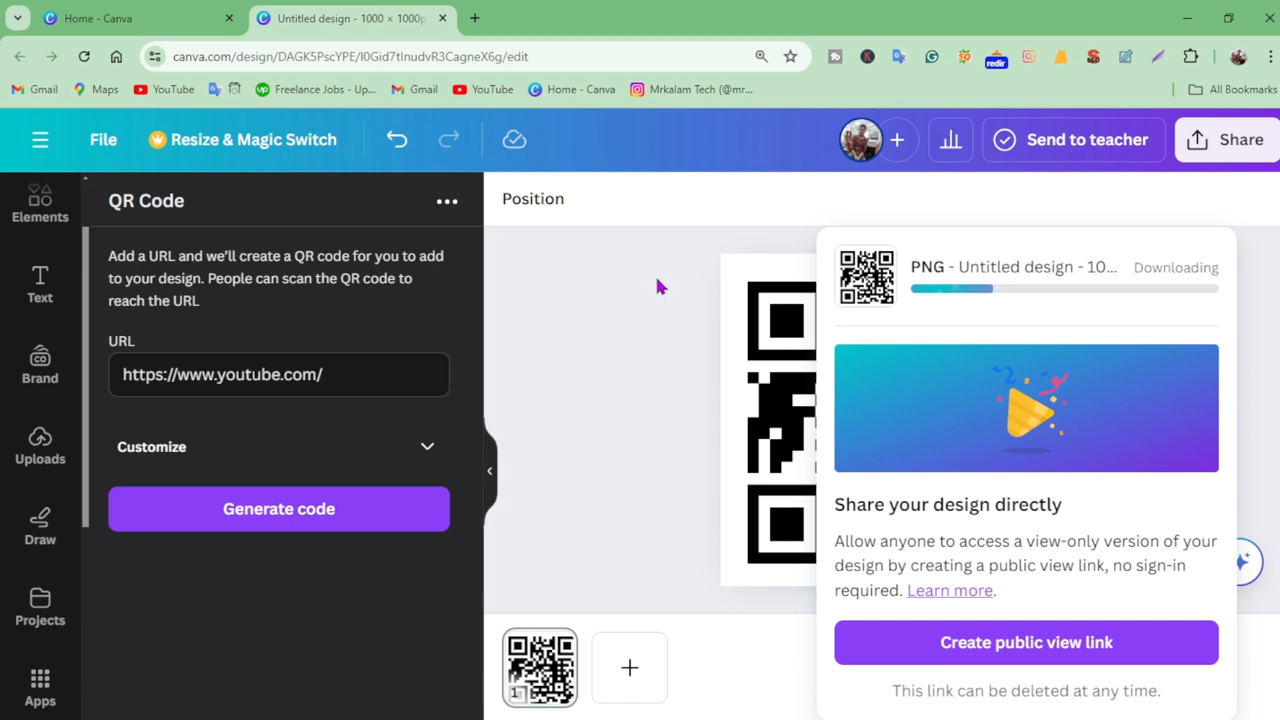 Home - Canva
Untitled design - 1000 × 1000p
canva.com/design/DAGK5PscYPE/l0Gid7tlnudvR3CagneX6g/edit
redir
Gmail
Maps
YouTube
Freelance Jobs - Up...
Gmail
YouTube
Home - Canva
Mrkalam Tech (@mr...
All Bookmarks
File
Resize & Magic Switch
Send to teacher
Share
Elements
Text
Brand
Uploads
Draw
Projects
Apps
QR Code
Add a URL and we'll create a QR code for you to add
to your design. People can scan the QR code to
reach the URL
URL
https://www.youtube.com/
Customize
Generate code
Position
PNG - Untitled design - 10...
Downloading
Share your design directly
Allow anyone to access a view-only version of your
design by creating a public view link, no sign-in
required. Learn more.
Create public view link
This link can be deleted at any time.
1